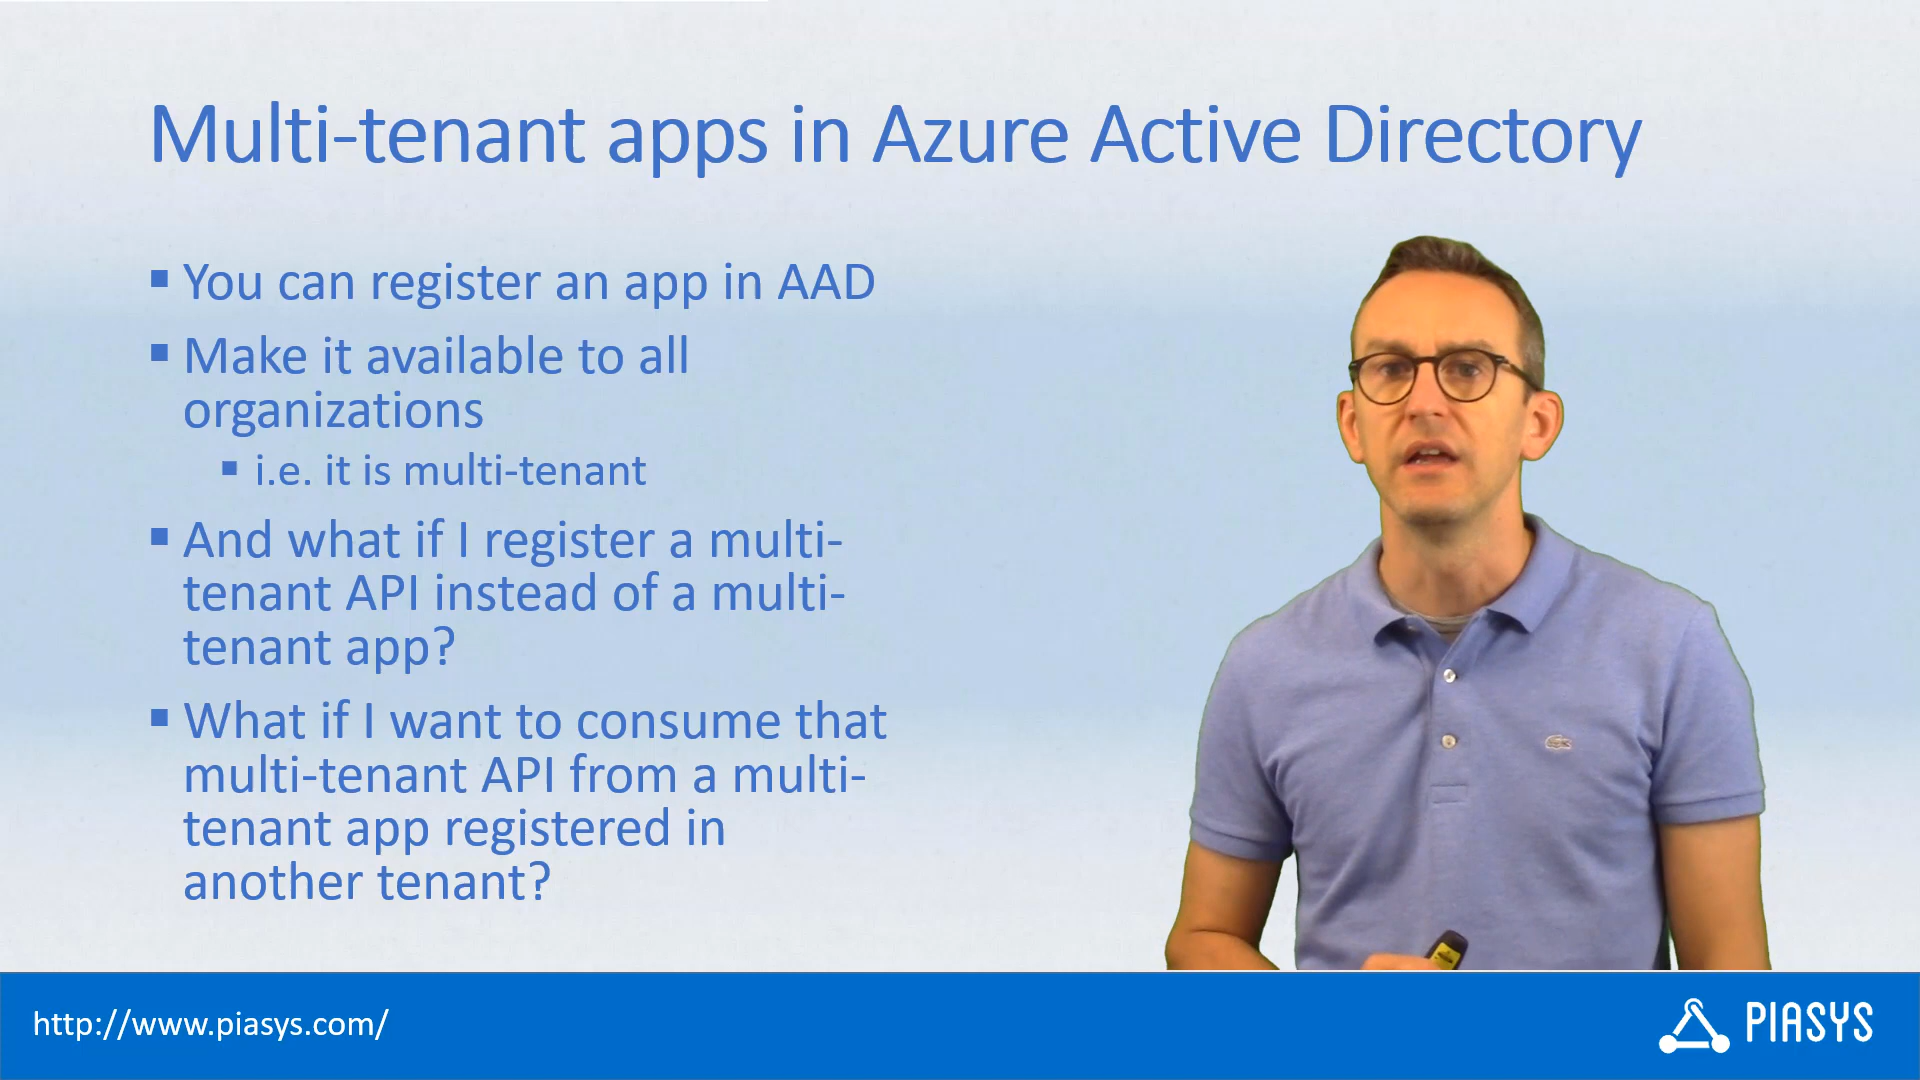 Multi-tenant apps in Azure Active Directory
You can register an app in AAD
Make it available to all
organizations
i.e. it is multi-tenant
And what if I register a multi-
tenant API instead of a multi-
tenant app?
What if I want to consume that
multi-tenant API from a multi-
tenant app registered in
another tenant?
http://www.piasys.com/
PIASYS